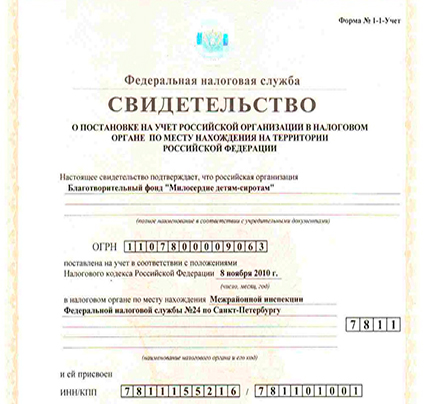 Форма № 1-1-Учет
Федеральная налоговая служба
СВИДЕТЕЛЬСТВО
О ПОСТАНОВКЕ НА УЧЕТ РОССИЙСКОЙ ОРГАНИЗАЦИИ В НАЛОГОВОМ
ОРГАНЕ ПО МЕСТУ НАХОЖДЕНИЯ НА ТЕРРИТОРИИ
РОССИЙСКОЙ ФЕДЕРАЦИИ
Настоящее свидетельство подтверждает, что российская организация
Благотворительный фонд "Милосердие детям-сиротам"
(полное наименование в соответствии с учредительными документами)
ОГРН 1107800009063
поставлена на учет в соответствии с положениями
Налогового кодекса Российской Федерации 8 ноября 2010 г.
(число, месяц, год)
в налоговом органе по месту нахождения Межрайонной инспекции
Федеральной налоговой службы №24 по Санкт-Петербургу
7811
(наименование налогового органа и его код)
и ей присвоен
ИНН/КПП 7811155216 / 781101001